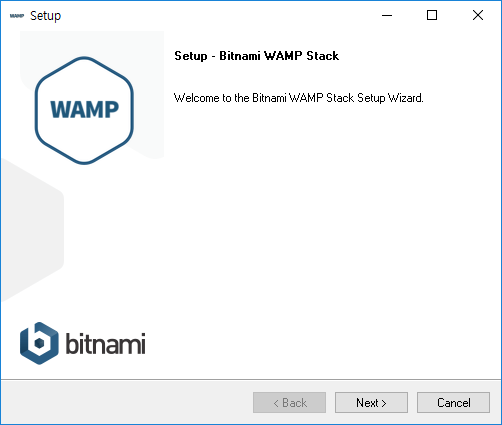 WAMP Setup
Setup - Bitnami WAMP Stack
WAMP
Welcome to the Bitnami WAMP Stack Setup Wizard.
bitnami
< Back Next > Cancel